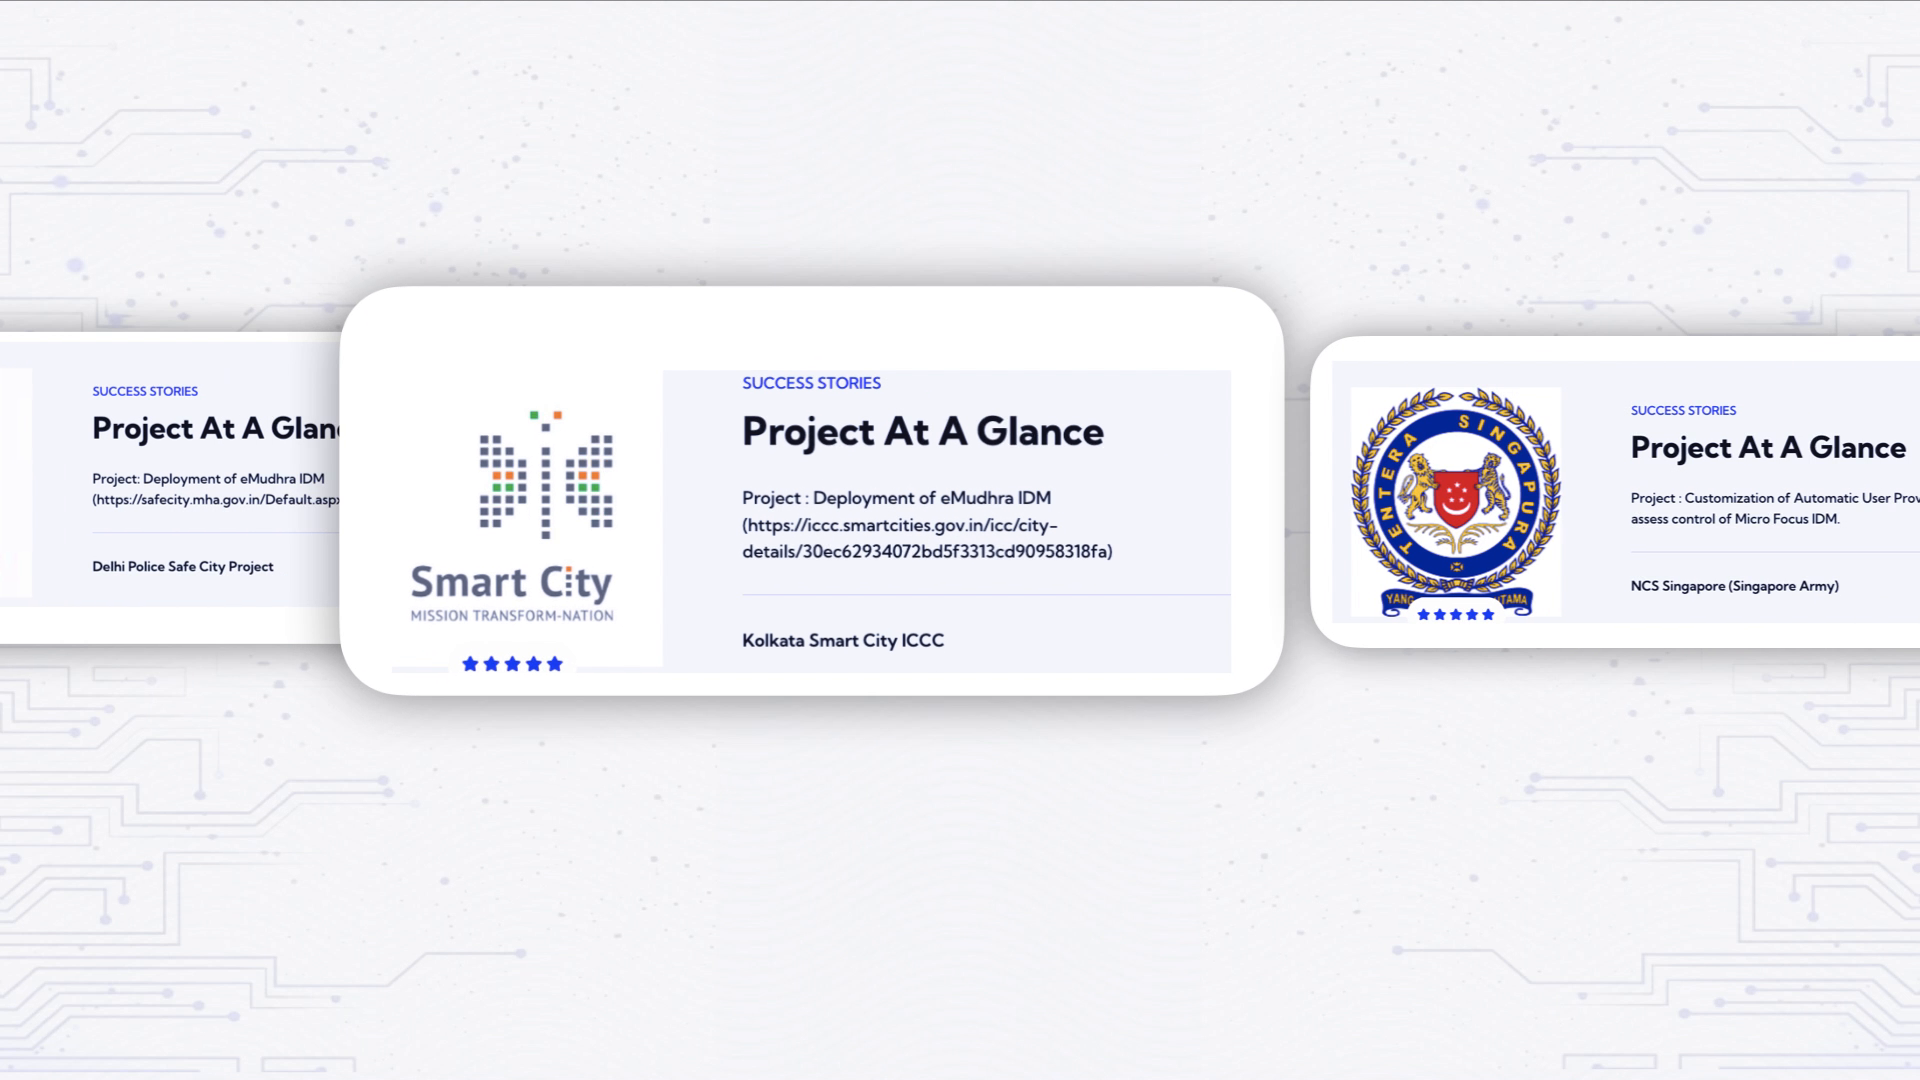 SUCCESS STORIES
Project At A Glan
Project: Deployment of eMudhra IDM
(https://safecity.mha.gov.in/Default.aspx
Delhi Police Safe City Project
Smart City
MISSION TRANSFORM-NATION
SUCCESS STORIES
Project At A Glance
Project : Deployment of eMudhra IDM
(https://iccc.smartcities.gov.in/icc/city-
details/30ec62934072bd5f3313cd90958318fa)
Kolkata Smart City ICCC
TENTERA SINGAPURA
YANG UTAMA
SUCCESS STORIES
Project At A Glance
Project : Customization of Automatic User Prov
assess control of Micro Focus IDM.
NCS Singapore (Singapore Army)